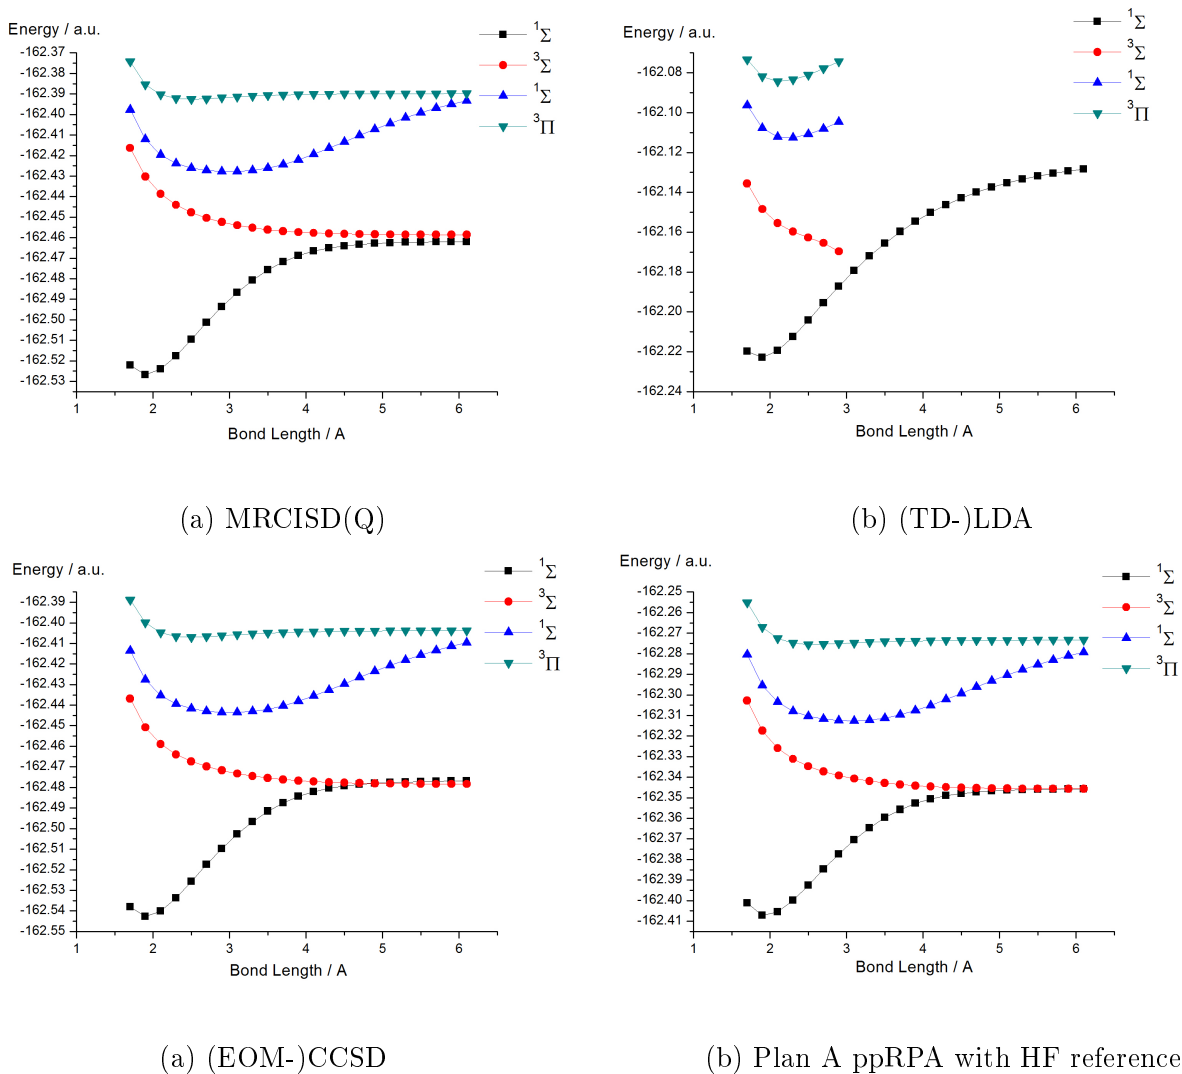 Energy / a.u.
¹Σ
³Σ
¹Σ
³Π
-162.37
-162.38
-162.39
-162.40
-162.41
-162.42
-162.43
-162.44
-162.45
-162.46
-162.47
-162.48
-162.49
-162.50
-162.51
-162.52
-162.53
1 2 3 4 5 6
Bond Length / A
(a) MRCISD(Q)
Energy / a.u.
¹Σ
³Σ
¹Σ
³Π
-162.08
-162.10
-162.12
-162.14
-162.16
-162.18
-162.20
-162.22
-162.24
1 2 3 4 5 6
Bond Length / A
(b) (TD-)LDA
Energy / a.u.
¹Σ
³Σ
¹Σ
³Π
-162.39
-162.40
-162.41
-162.42
-162.43
-162.44
-162.45
-162.46
-162.47
-162.48
-162.49
-162.50
-162.51
-162.52
-162.53
-162.54
-162.55
1 2 3 4 5 6
Bond Length / A
(a) (EOM-)CCSD
Energy / a.u.
¹Σ
³Σ
¹Σ
³Π
-162.25
-162.26
-162.27
-162.28
-162.29
-162.30
-162.31
-162.32
-162.33
-162.34
-162.35
-162.36
-162.37
-162.38
-162.39
-162.40
-162.41
1 2 3 4 5 6
Bond Length / A
(b) Plan A ppRPA with HF reference